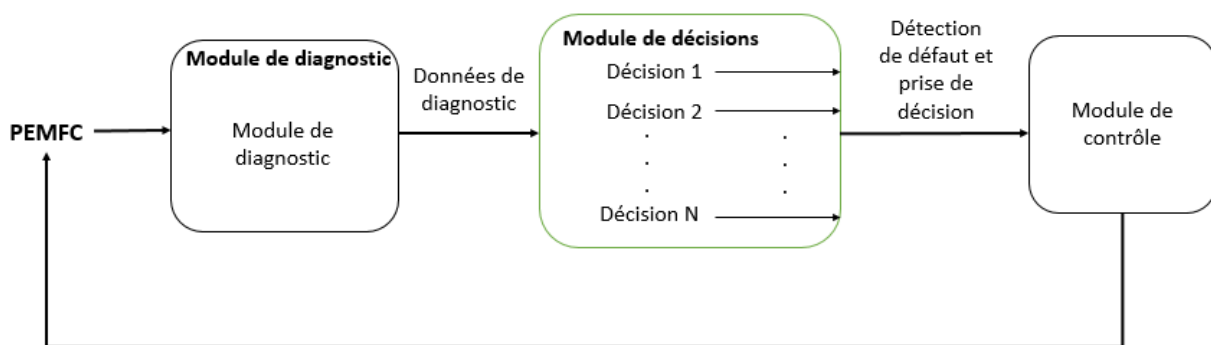 PEMFC
Module de diagnostic
Module de
diagnostic
Données de
diagnostic
Module de décisions
Décision 1
Décision 2
.
.
.
.
.
.
Décision N
Détection
de défaut et
prise de
décision
Module de
contrôle